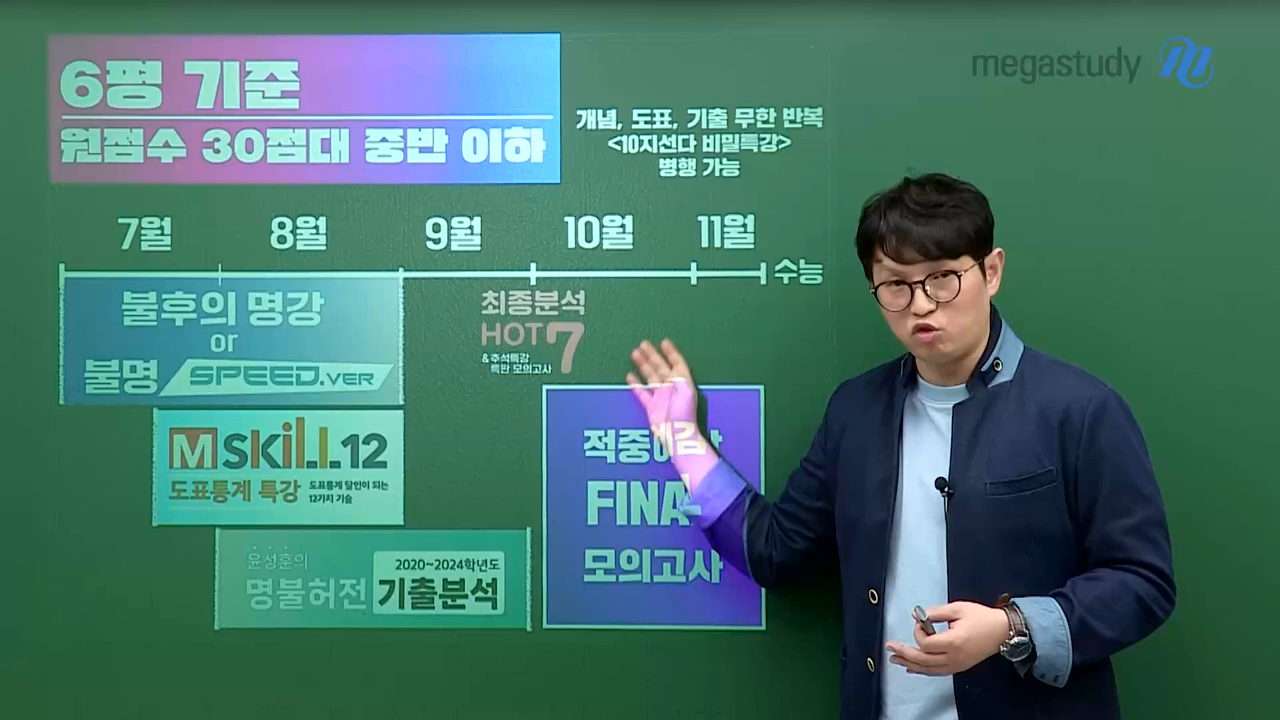 megastudy
6평 기준
원점수 30점대 중반 이하
개념, 도표, 기출 무한 반복
<10지선다 비밀특강>
병행 가능
7월 8월 9월 10월 11월
수능
불후의 명강
or
불명 SPEED.VER
최종분석
HOT7
&추석특강
특판 모의고사
M SKILL 12
도표통계 특강
도표통계 달인이 되는
12가지 기술
적중
FINA
모의고사
윤성훈의
명불허전
2020~2024학년도
기출분석